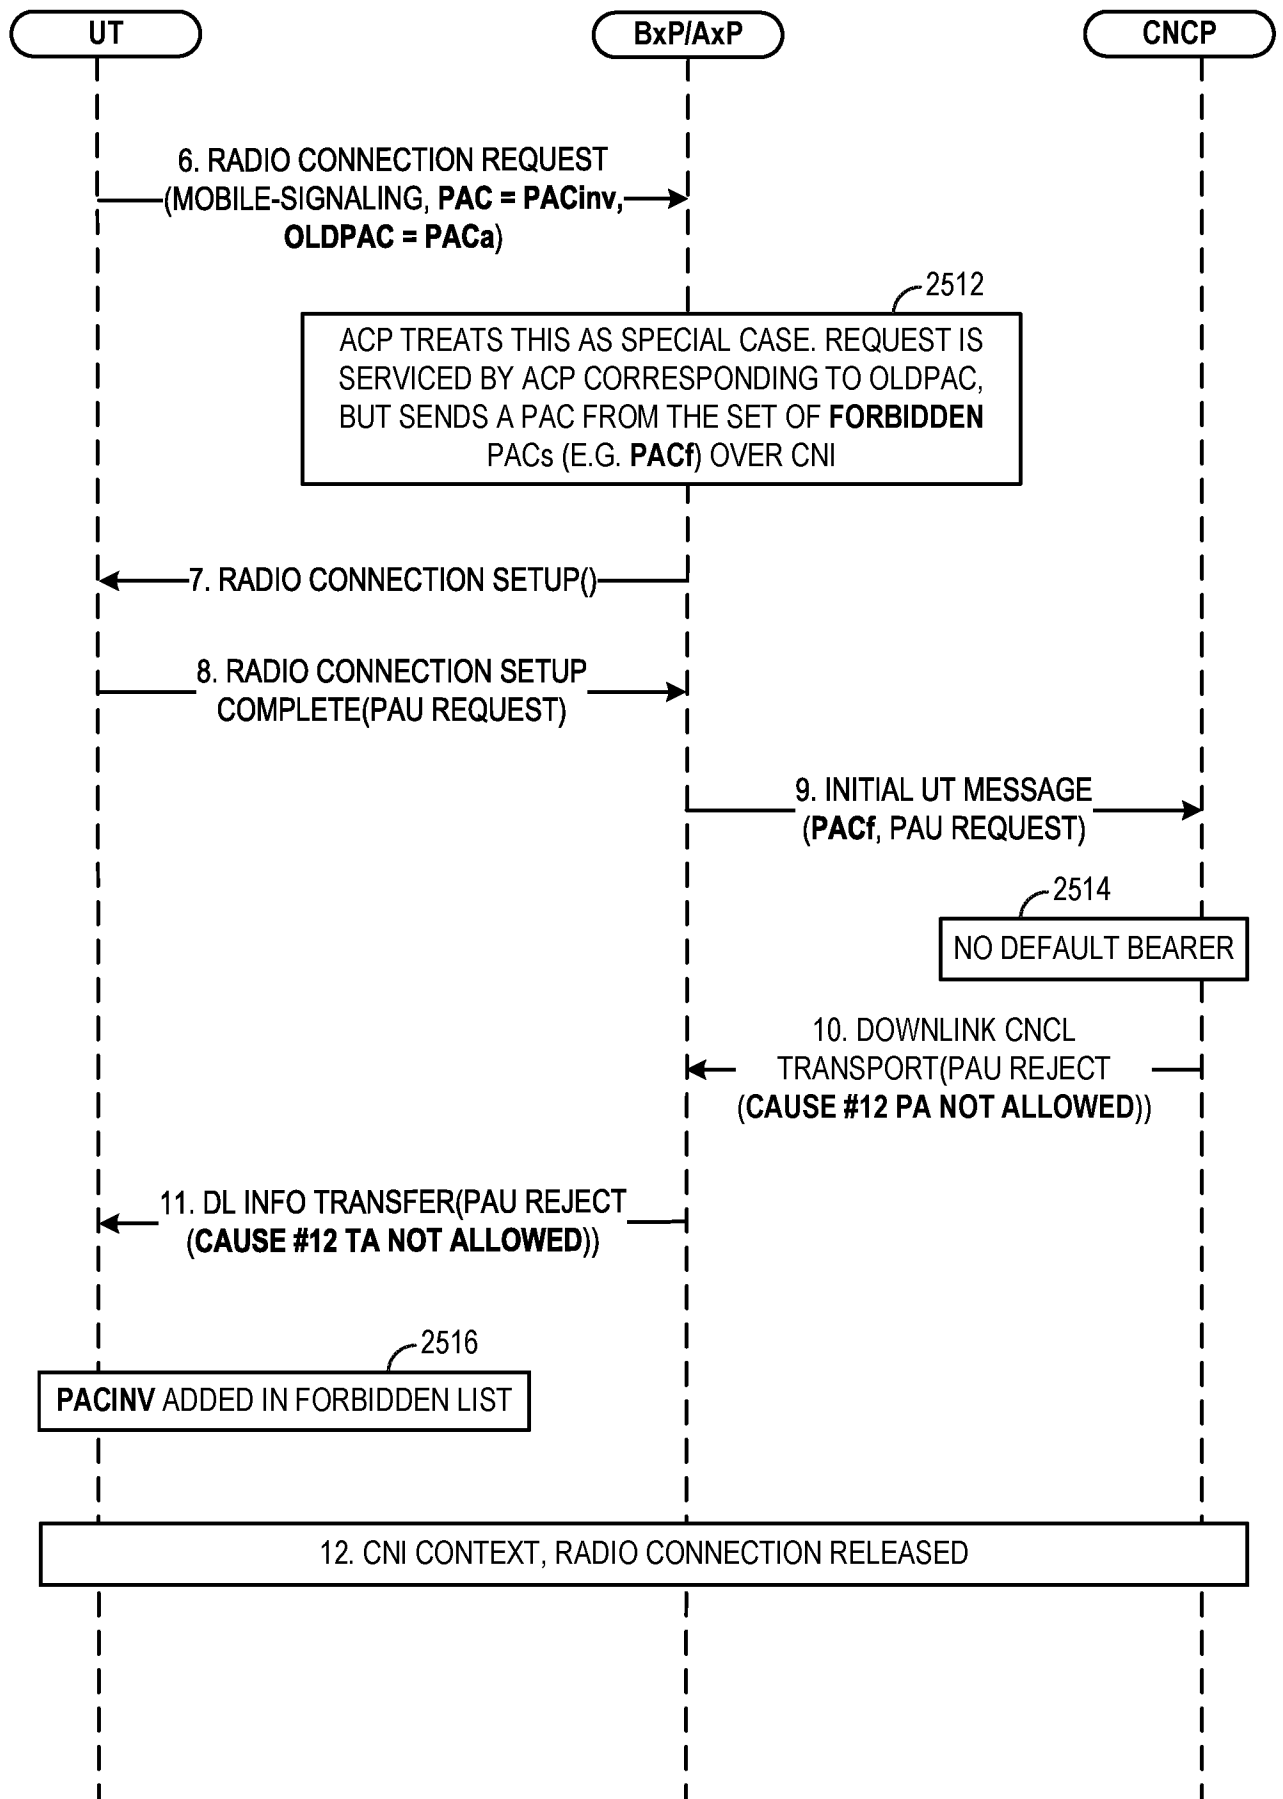 UT
BxP/AxP
CNCP
6. RADIO CONNECTION REQUEST
(MOBILE-SIGNALING, PAC = PACinv,
OLDPAC = PACa)
2512
ACP TREATS THIS AS SPECIAL CASE. REQUEST IS
SERVICED BY ACP CORRESPONDING TO OLDPAC,
BUT SENDS A PAC FROM THE SET OF FORBIDDEN
PACs (E.G. PACf) OVER CNI
7. RADIO CONNECTION SETUP()
8. RADIO CONNECTION SETUP
COMPLETE(PAU REQUEST)
9. INITIAL UT MESSAGE
(PACf, PAU REQUEST)
2514
NO DEFAULT BEARER
10. DOWNLINK CNCL
TRANSPORT(PAU REJECT
(CAUSE #12 PA NOT ALLOWED))
11. DL INFO TRANSFER(PAU REJECT
(CAUSE #12 TA NOT ALLOWED))
2516
PACINV ADDED IN FORBIDDEN LIST
12. CNI CONTEXT, RADIO CONNECTION RELEASED